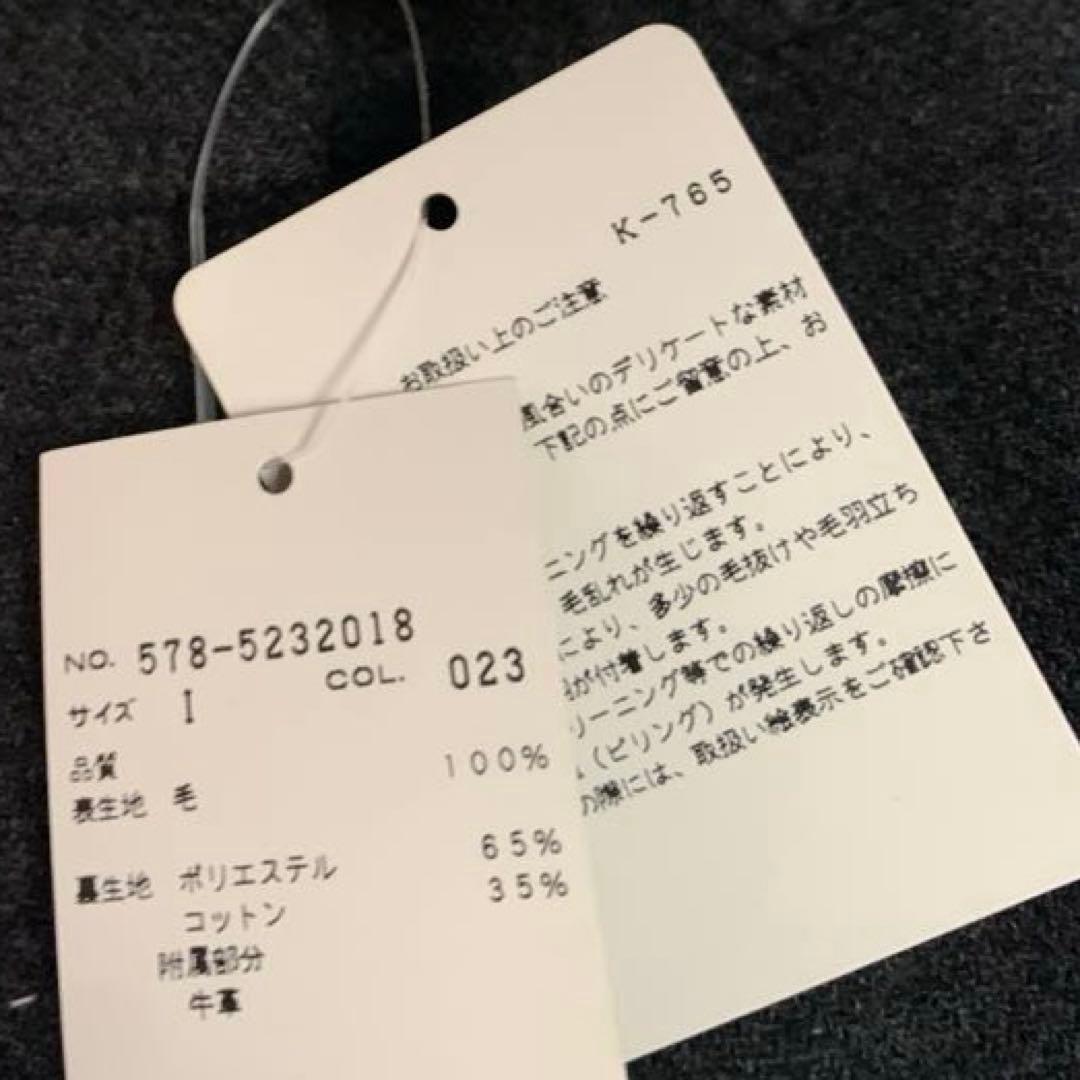 K-765
お取扱い上のご注意
風合いのデリケートな素材
下記の点にご留意の上、お
ニングを繰り返すことにより、
毛乱れが生じます。
により、多少の毛抜けや毛羽立ち
が付着します。
リーニング等での繰り返しの摩擦に
（ピリング）が発生します。
の際には、取扱い絵表示をご確認下さ
NO. 578-5232018
COL. 023
サイズ I
品質
表生地 毛 100%
裏生地 ポリエステル 65%
コットン 35%
附属部分
牛革